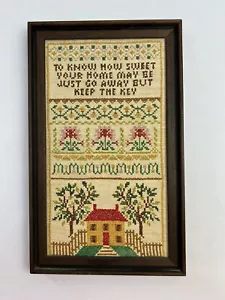 TO KNOW HOW SWEET
YOUR HOME MAY BE
JUST GO AWAY BUT
KEEP THE KEY